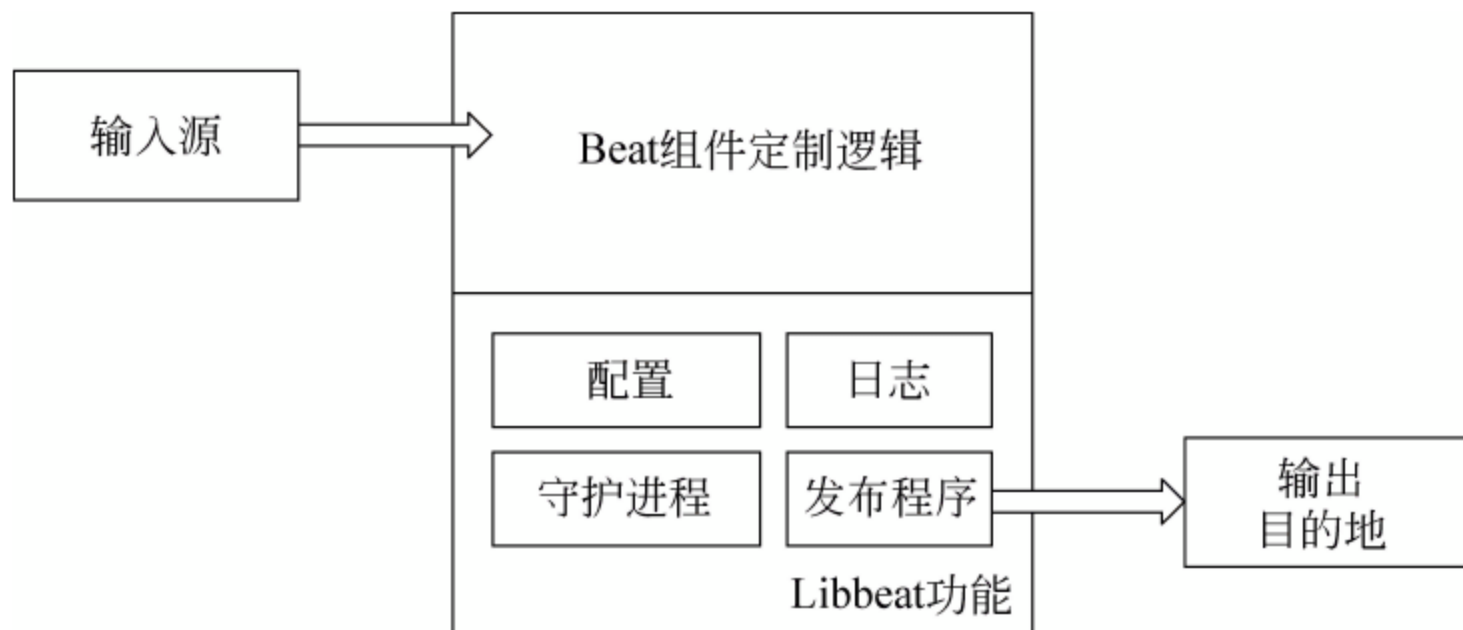 输入源
Beat组件定制逻辑
配置
日志
守护进程
发布程序
输出
目的地
Libbeat功能